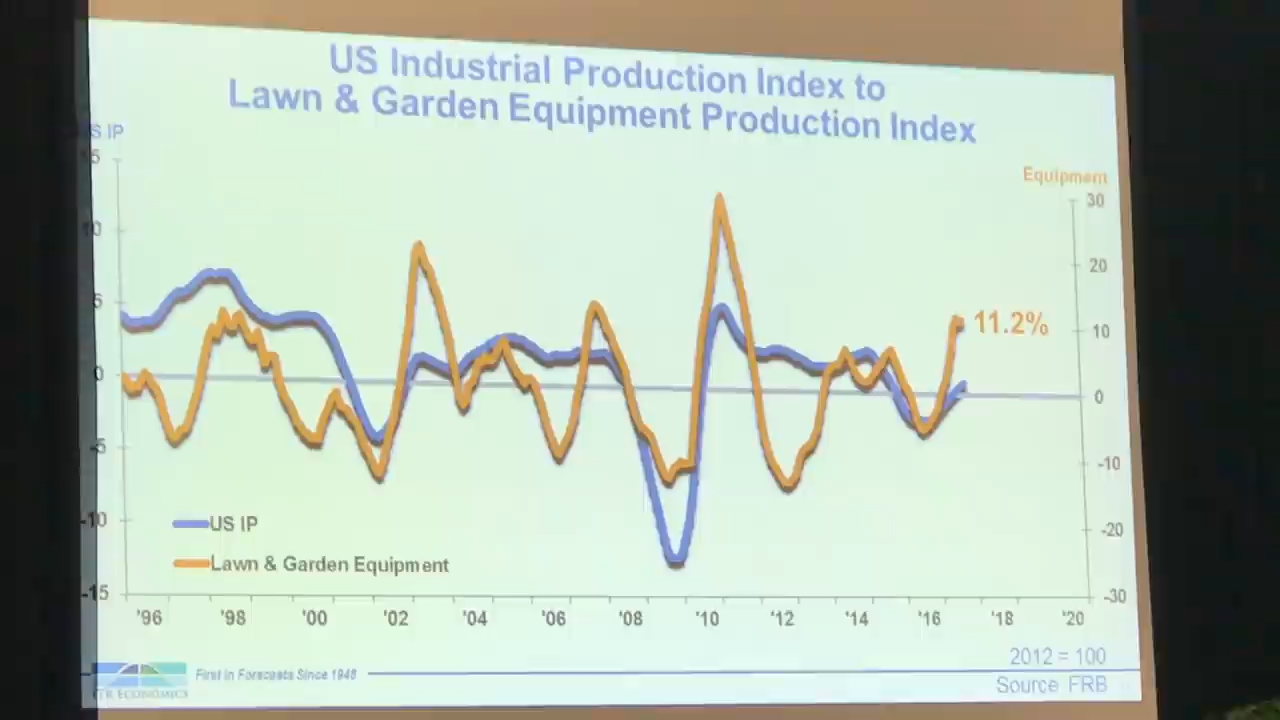 US Industrial Production Index to
Lawn & Garden Equipment Production Index
S IP
Equipment
15
10
5
0
-5
-10
-15
30
20
10
0
-10
-20
-30
11.2%
US IP
Lawn & Garden Equipment
'96 '98 '00 '02 '04 '06 '08 '10 '12 '14 '16 '18 '20
2012 = 100
Source FRB
First in Forecasts Since 1948
ITR ECONOMICS